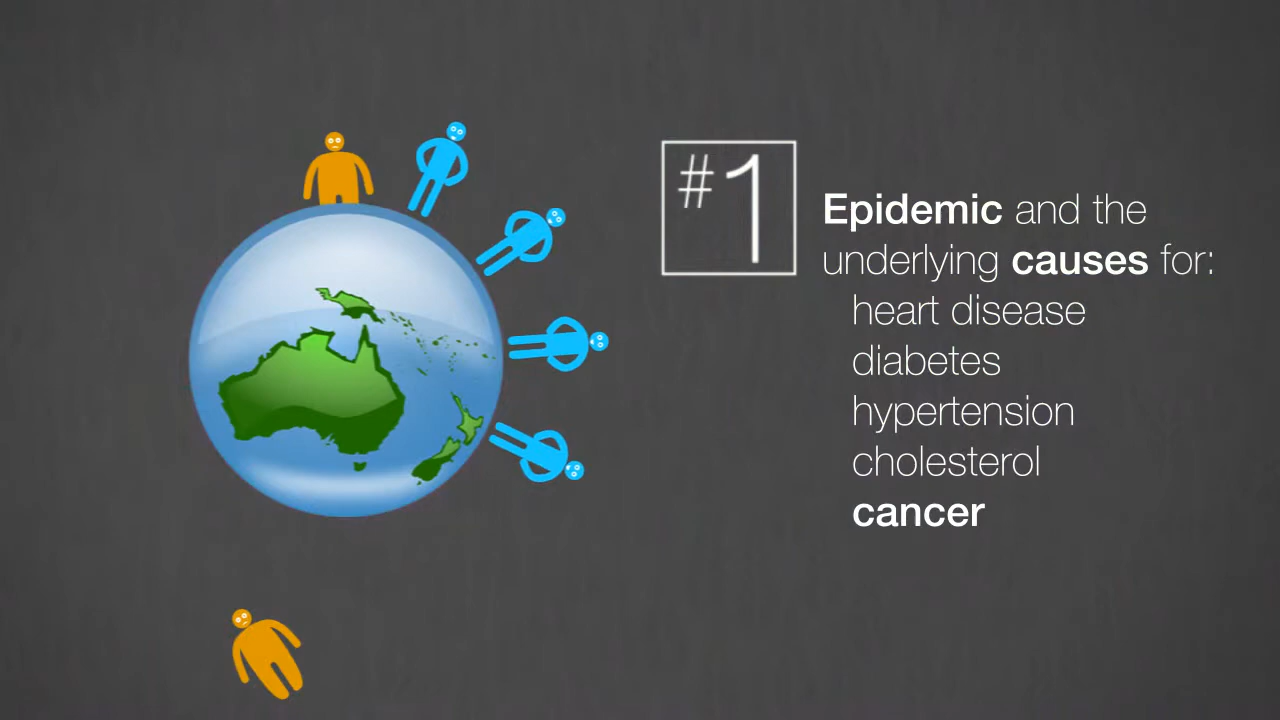 #1
Epidemic and the
underlying causes for:
heart disease
diabetes
hypertension
cholesterol
cancer